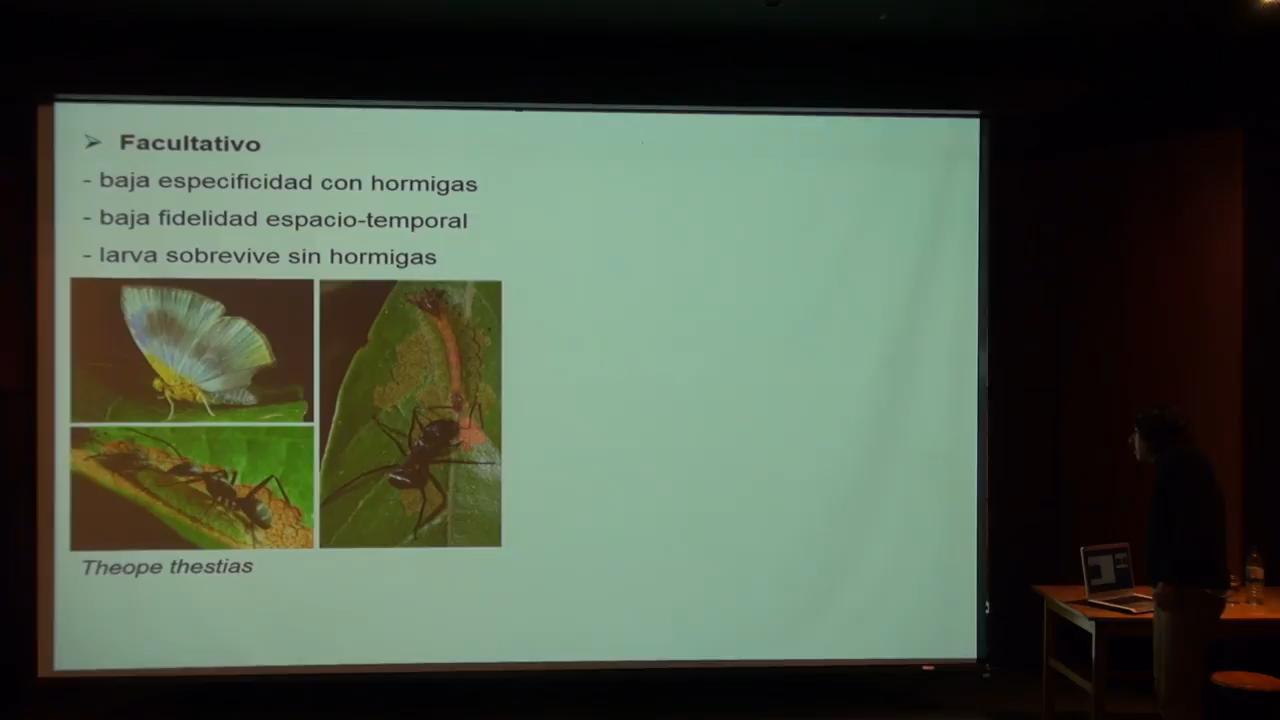 ➢ Facultativo
- baja especificidad con hormigas
- baja fidelidad espacio-temporal
- larva sobrevive sin hormigas
Theope thestias